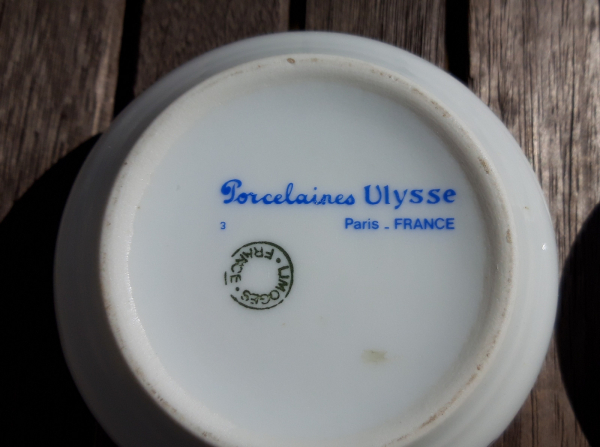 Porcelaines Ulysse
3 Paris - FRANCE
LIMOGES • FRANCE •